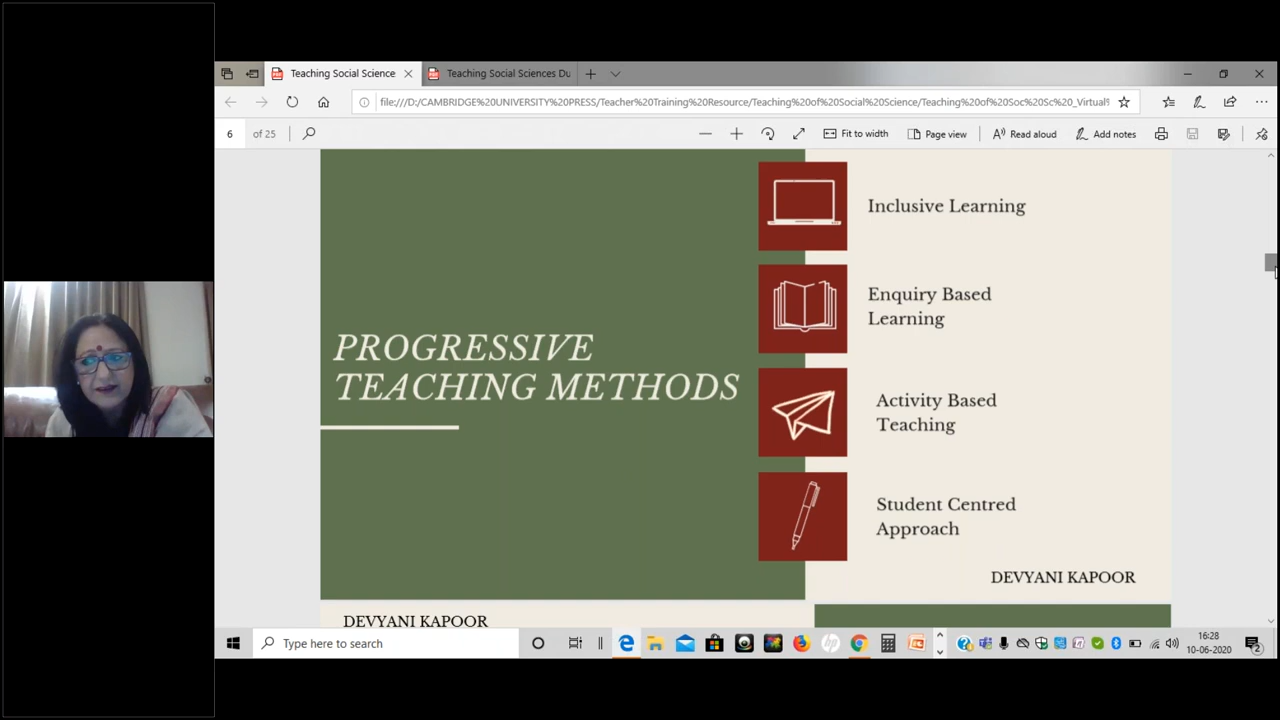 Teaching Social Science
Teaching Social Sciences Du
file:///D:/CAMBRIDGE%20UNIVERSITY%20PRESS/Teacher%20Training%20Resource/Teaching%20of%20Social%20Science/Teaching%20of%20Soc%20Sc%20_Virtual%
6 of 25
Fit to width
Page view
Read aloud
Add notes
Inclusive Learning
Enquiry Based
Learning
PROGRESSIVE
TEACHING METHODS
Activity Based
Teaching
Student Centred
Approach
DEVYANI KAPOOR
DEVYANI KAPOOR
Type here to search
16:28
10-06-2020